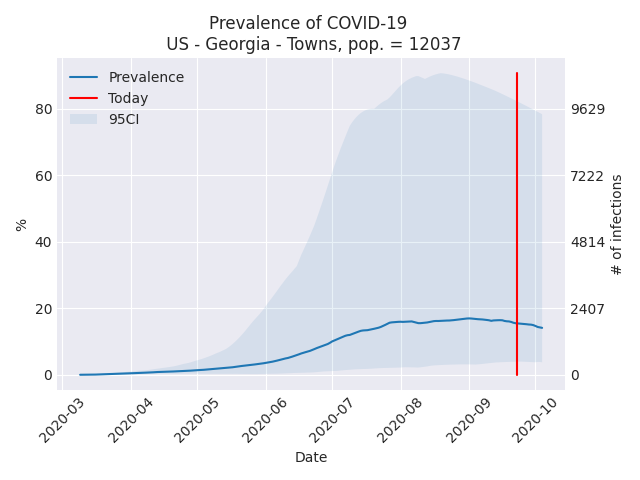 Prevalence of COVID-19
US - Georgia - Towns, pop. = 12037
Prevalence
Today
95CI
80
60
40
20
0
%
9629
7222
4814
2407
0
# of infections
2020-03
2020-04
2020-05
2020-06
2020-07
2020-08
2020-09
2020-10
Date